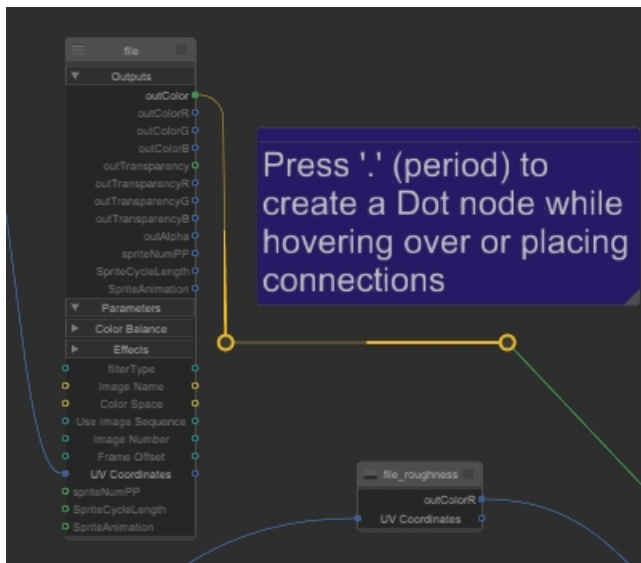 file
Outputs
outColor
outColorR
outColorG
outColorB
outTransparency
outTransparencyR
outTransparencyG
outTransparencyB
outAlpha
spriteNumPP
SpriteCycleLength
SpriteAnimation
Parameters
Color Balance
Effects
filterType
Image Name
Color Space
Use Image Sequence
Image Number
Frame Offset
UV Coordinates
spriteNumPP
SpriteCycleLength
SpriteAnimation
Press '.' (period) to
create a Dot node while
hovering over or placing
connections
file_roughness
outColorR
UV Coordinates